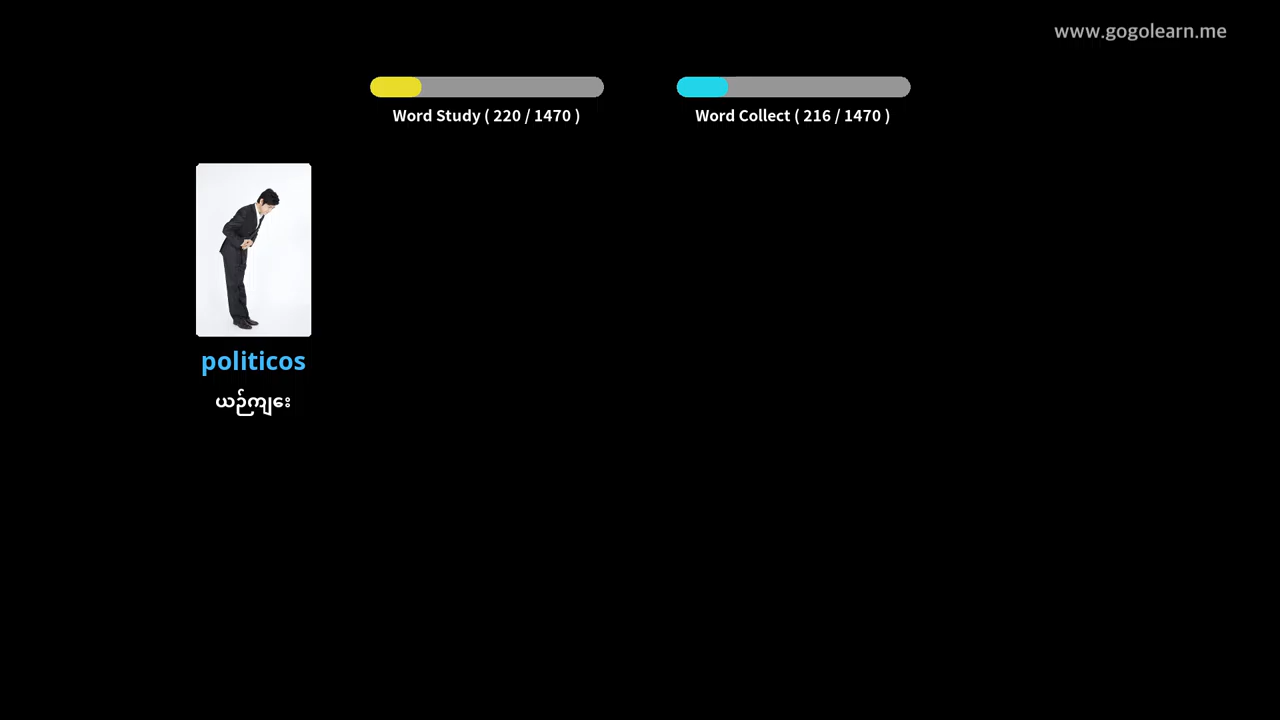 www.gogolearn.me
Word Study ( 220 / 1470 )
Word Collect ( 216 / 1470 )
politicos
ယဉ်ကျေး